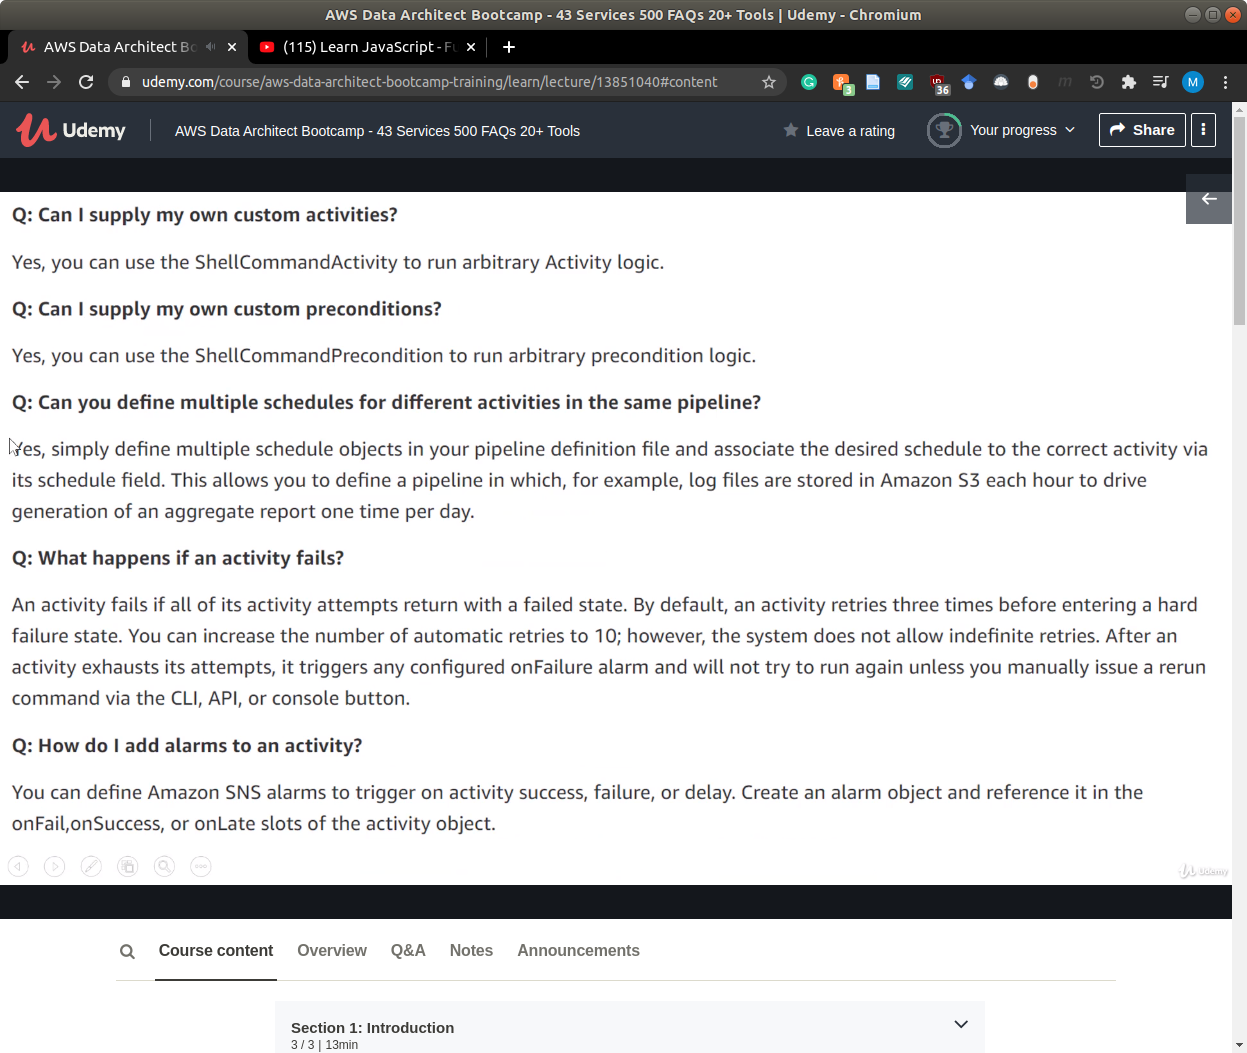 AWS Data Architect Bootcamp - 43 Services 500 FAQs 20+ Tools | Udemy - Chromium
AWS Data Architect Bo
(115) Learn JavaScript - Fu
udemy.com/course/aws-data-architect-bootcamp-training/learn/lecture/13851040#content
3
36
M
Udemy
AWS Data Architect Bootcamp - 43 Services 500 FAQs 20+ Tools
Leave a rating
Your progress
Share
Q: Can I supply my own custom activities?
Yes, you can use the ShellCommandActivity to run arbitrary Activity logic.
Q: Can I supply my own custom preconditions?
Yes, you can use the ShellCommandPrecondition to run arbitrary precondition logic.
Q: Can you define multiple schedules for different activities in the same pipeline?
Yes, simply define multiple schedule objects in your pipeline definition file and associate the desired schedule to the correct activity via
its schedule field. This allows you to define a pipeline in which, for example, log files are stored in Amazon S3 each hour to drive
generation of an aggregate report one time per day.
Q: What happens if an activity fails?
An activity fails if all of its activity attempts return with a failed state. By default, an activity retries three times before entering a hard
failure state. You can increase the number of automatic retries to 10; however, the system does not allow indefinite retries. After an
activity exhausts its attempts, it triggers any configured onFailure alarm and will not try to run again unless you manually issue a rerun
command via the CLI, API, or console button.
Q: How do I add alarms to an activity?
You can define Amazon SNS alarms to trigger on activity success, failure, or delay. Create an alarm object and reference it in the
onFail,onSuccess, or onLate slots of the activity object.
Udemy
Course content
Overview
Q&A
Notes
Announcements
Section 1: Introduction
3 / 3 | 13min